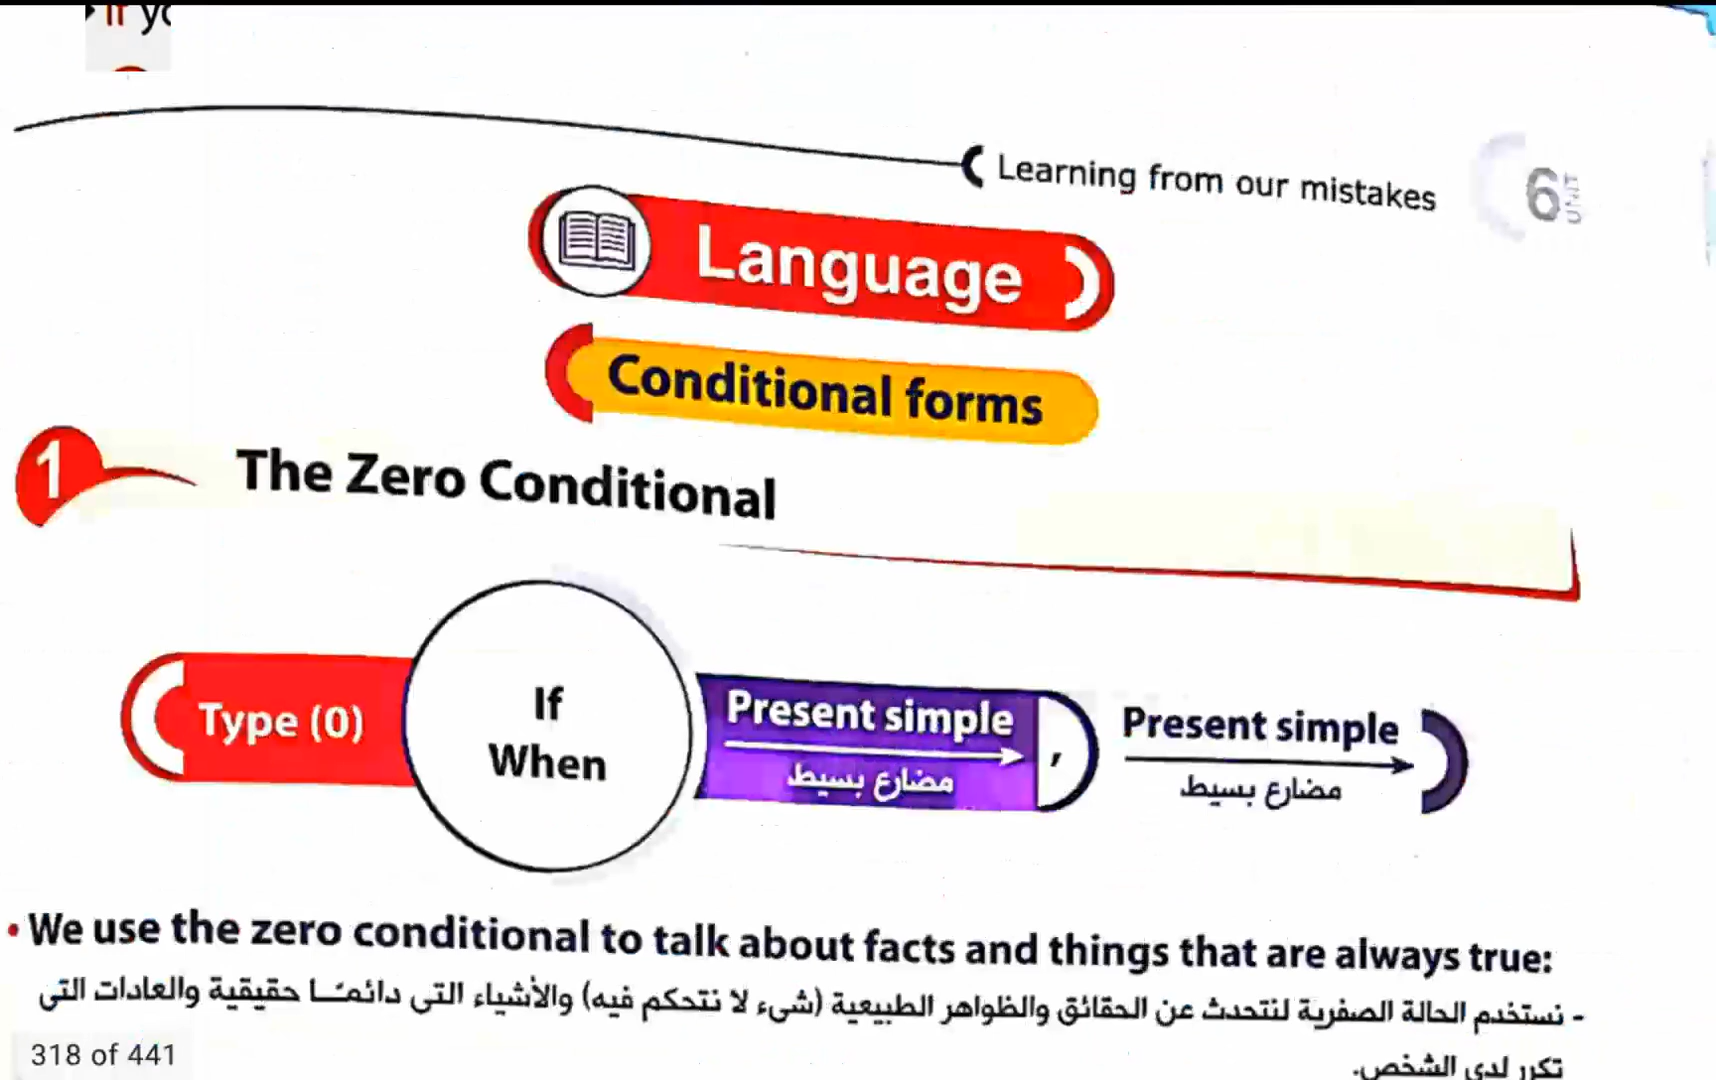 Learning from our mistakes
6 UNIT
Language
Conditional forms
1 The Zero Conditional
Type (0)
If
When
Present simple
مضارع بسيط
,
Present simple
مضارع بسيط
• We use the zero conditional to talk about facts and things that are always true:
- نستخدم الحالة الصفرية لنتحدث عن الحقائق والظواهر الطبيعية (شىء لا نتحكم فيه) والأشياء التى دائمًا حقيقية والعادات التى
تكرر لدى الشخص.
318 of 441